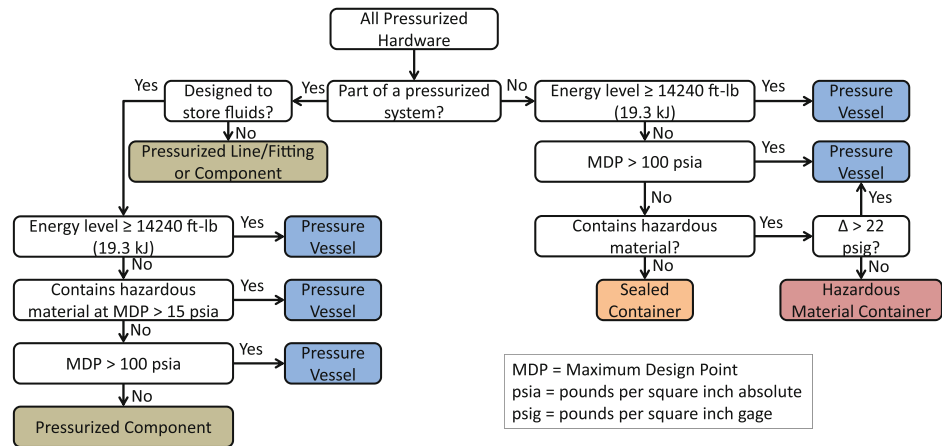 All Pressurized
Hardware
Yes
Designed to
store fluids?
Yes
Part of a pressurized
system?
No
Energy level ≥ 14240 ft-lb
(19.3 kJ)
Yes
Pressure
Vessel
No
Pressurized Line/Fitting
or Component
No
MDP > 100 psia
Yes
Pressure
Vessel
No
Yes
Contains hazardous
material?
Yes
Δ > 22
psig?
No
No
Sealed
Container
Hazardous
Material Container
Energy level ≥ 14240 ft-lb
(19.3 kJ)
Yes
Pressure
Vessel
No
Contains hazardous
material at MDP > 15 psia
Yes
Pressure
Vessel
No
MDP > 100 psia
Yes
Pressure
Vessel
No
Pressurized Component
MDP = Maximum Design Point
psia = pounds per square inch absolute
psig = pounds per square inch gage